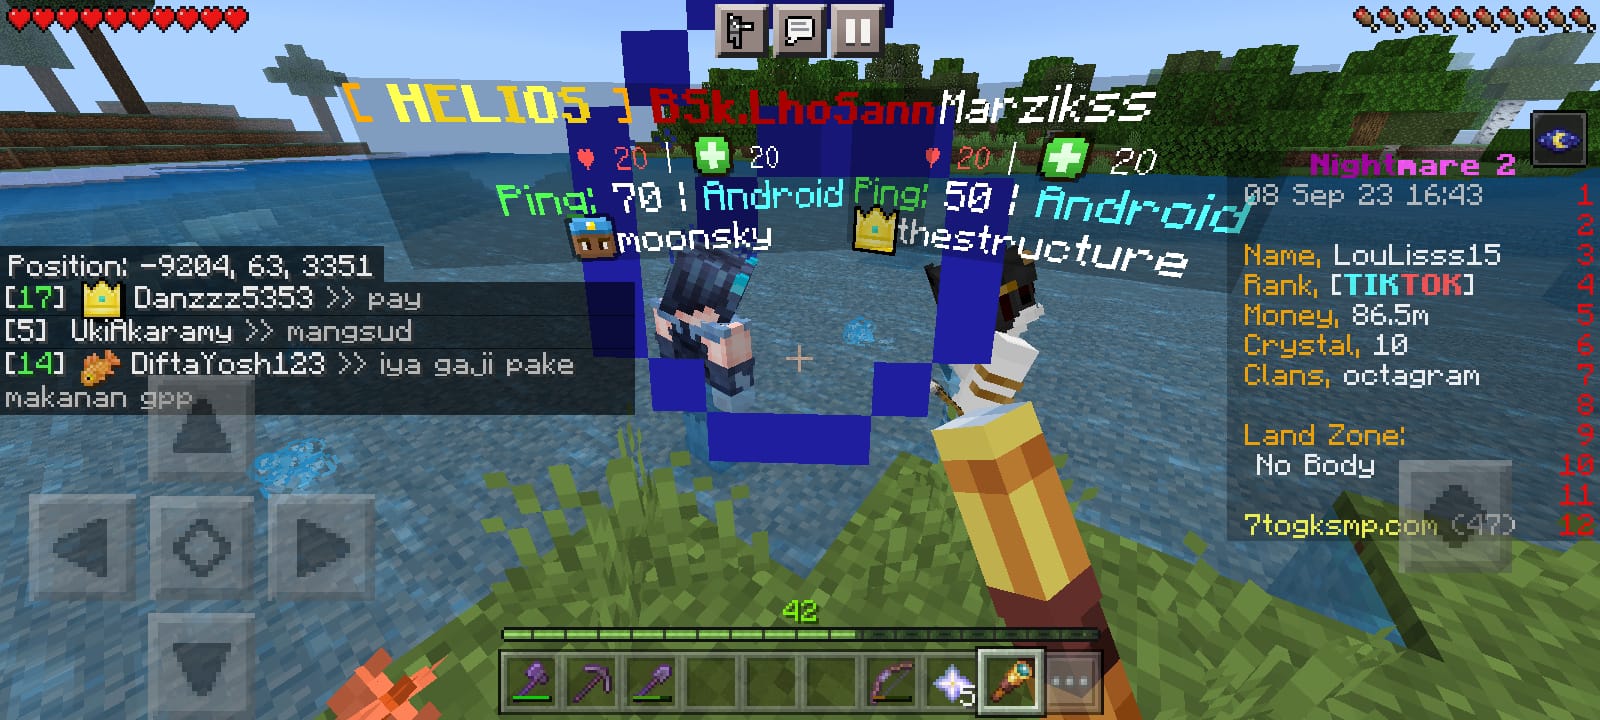 [ HELIOS ] BSk.LhoSann
Marzikss
20 | 20
20 | 20
Ping: 70 | Android
Ping: 50 | Android
moonsky
thestructure
Position: -9204, 63, 3351
[17] Danzzz5353 >> pay
[5] UkiAkaramy >> mangsud
[14] DiftaYosh123 >> iya gaji pake
makanan gpp
Nightmare 2
08 Sep 23 16:43 1
2
Name, LouLisss15 3
Rank, [TIKTOK] 4
Money, 86.5m 5
Crystal, 10 6
Clans, octagram 7
8
Land Zone: 9
No Body 10
11
7togksmp.com (47) 12
42
5